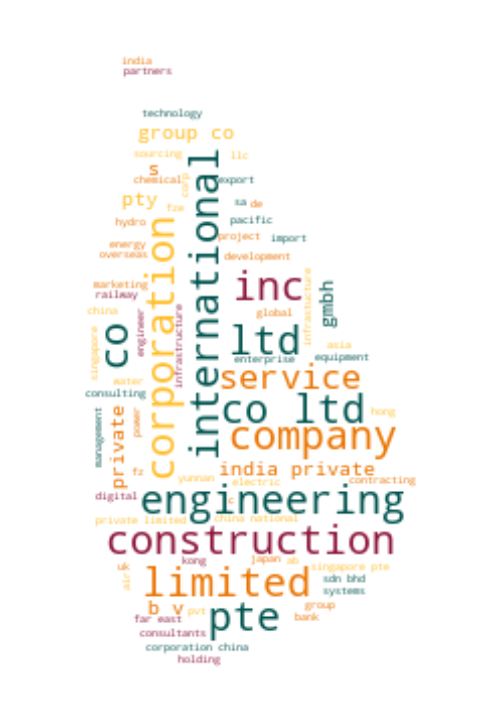 india
partners
technology
group co
sourcing
llc
s
chemical
corp
export
international
pty
fze
sa
de
hydro
pacific
corporation
project
import
energy
overseas
development
marketing
railway
inc
infrastructure
gmbh
china
engineer
infrastructure
global
singapore
co
ltd
asia
enterprise
equipment
water
service
consulting
management
private
power
co ltd
hong
company
fz
india private
yunnan
electric
contracting
digital
engineering
c
private limited
china national
construction
uk
kong
japan
ab
singapore pte
air
limited
sdn bhd
systems
b v
pvt
pte
group
bank
far east
consultants
corporation china
holding